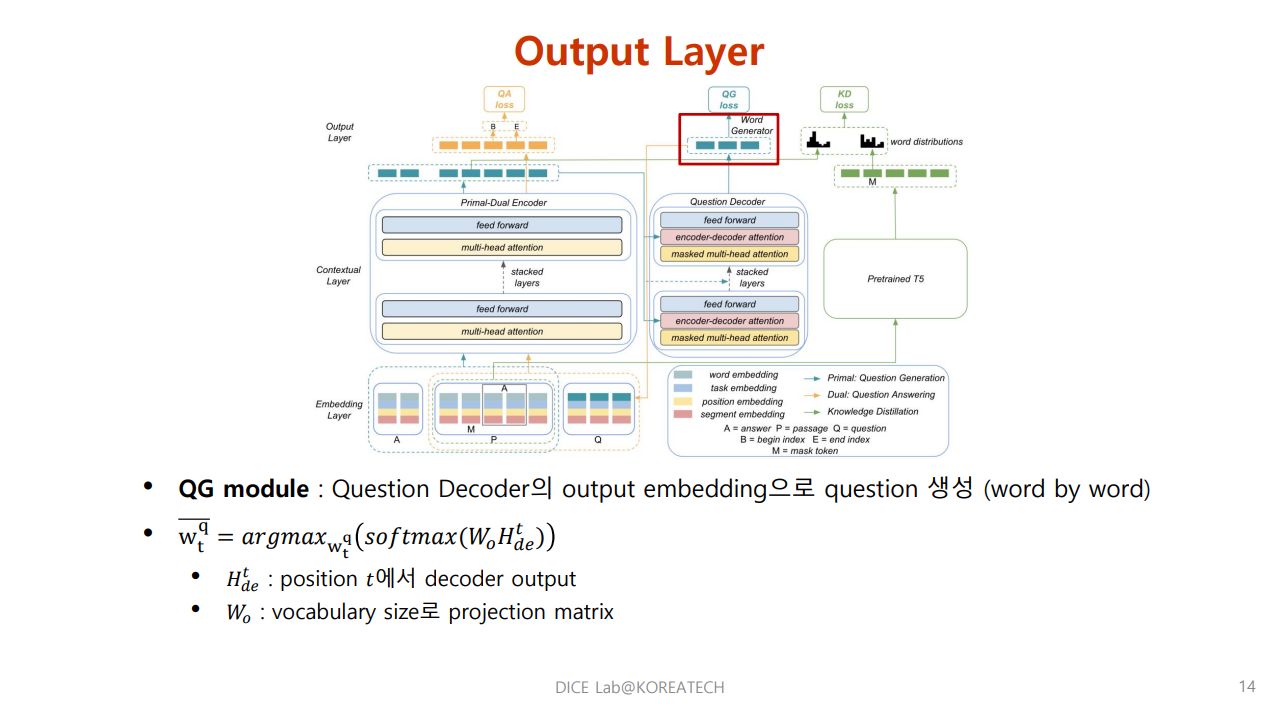 Output Layer
QA
loss
QG
loss
KD
loss
Output
Layer
B E
Word
Generator
word distributions
M
Primal-Dual Encoder
Question Decoder
feed forward
multi-head attention
feed forward
encoder-decoder attention
masked multi-head attention
Contextual
Layer
stacked
layers
stacked
layers
Pretrained T5
feed forward
multi-head attention
feed forward
encoder-decoder attention
masked multi-head attention
Embedding
Layer
A
A
M
P
Q
word embedding
task embedding
position embedding
segment embedding
Primal: Question Generation
Dual: Question Answering
Knowledge Distillation
A = answer P = passage Q = question
B = begin index E = end index
M = mask token
• QG module : Question Decoder의 output embedding으로 question 생성 (word by word)
• $\overline{w_t^q} = argmax_{w_t^q}(softmax(W_oH_{de}^t))$
• $H_{de}^t$ : position t에서 decoder output
• $W_o$ : vocabulary size로 projection matrix
DICE Lab@KOREATECH
14